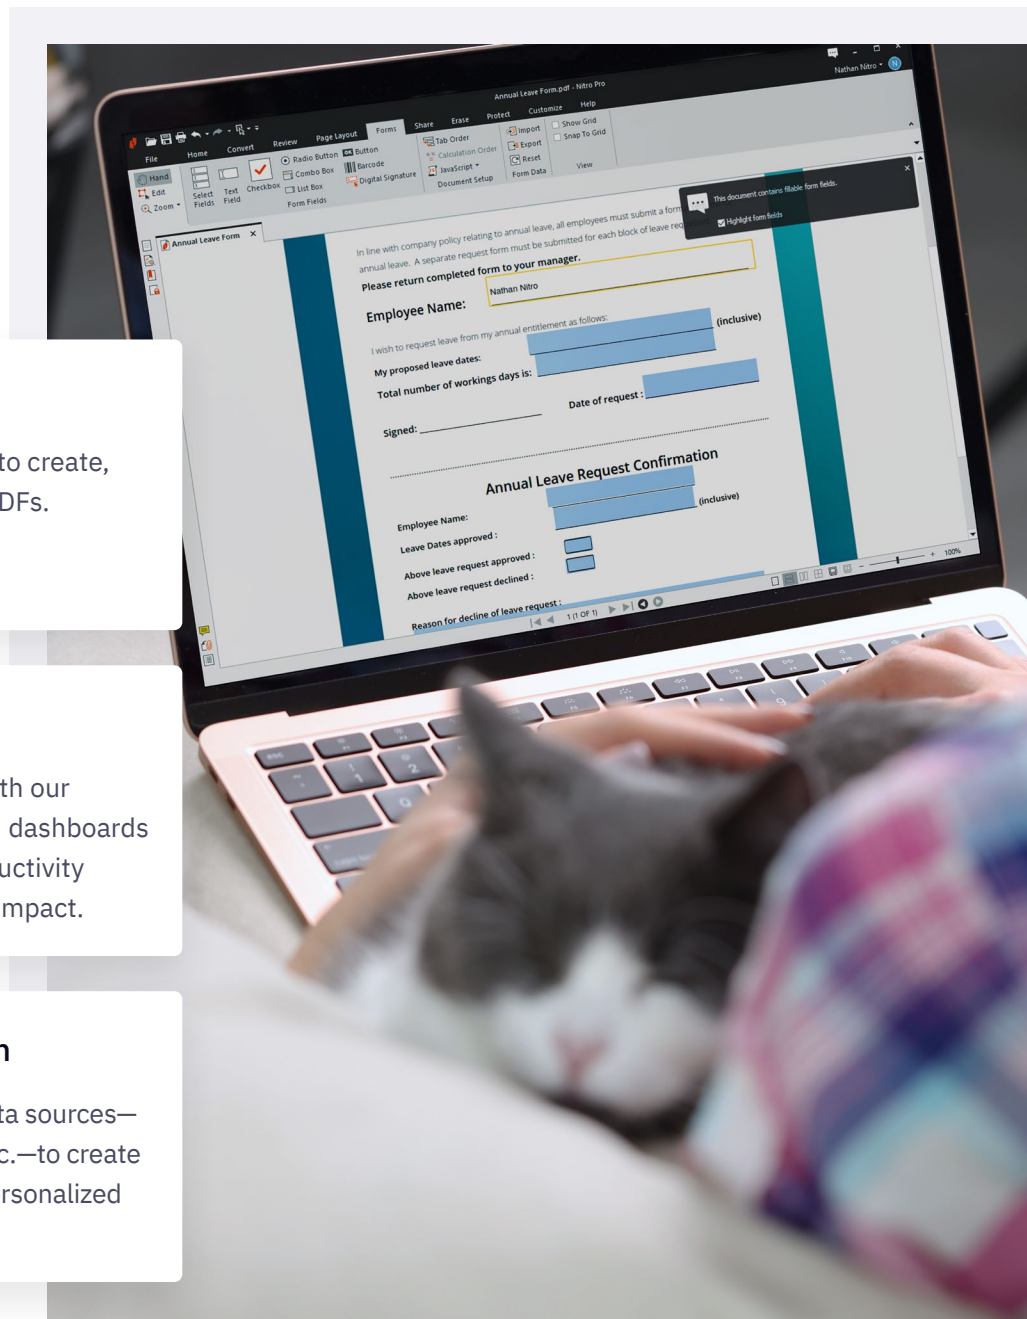 Annual Leave Form.pdf - Nitro Pro
Nathan Nitro
N
File Home Convert Review Page Layout Forms Share Erase Protect Customize Help
Hand
Edit
Zoom
Select Fields
Text Field
Checkbox
Radio Button
Combo Box
List Box
OK Button
Barcode
Digital Signature
Form Fields
Tab Order
Calculation Order
JavaScript
Document Setup
Import
Export
Reset
Form Data
Show Grid
Snap To Grid
View
Annual Leave Form
This document contains fillable form fields.
Highlight form fields
In line with company policy relating to annual leave, all employees must submit a form
annual leave. A separate request form must be submitted for each block of leave req
Please return completed form to your manager.
Employee Name:
Nathan Nitro
I wish to request leave from my annual entitlement as follows:
My proposed leave dates:
(inclusive)
Total number of workings days is:
Signed:
Date of request :
Annual Leave Request Confirmation
Employee Name:
Leave Dates approved :
(inclusive)
Above leave request approved :
Above leave request declined :
Reason for decline of leave request :
1 (1 OF 1)
100%
to create,
DFs.
th our
dashboards
uctivity
mpact.
n
ta sources—
c.—to create
rsonalized
esc
1
2
Q
9